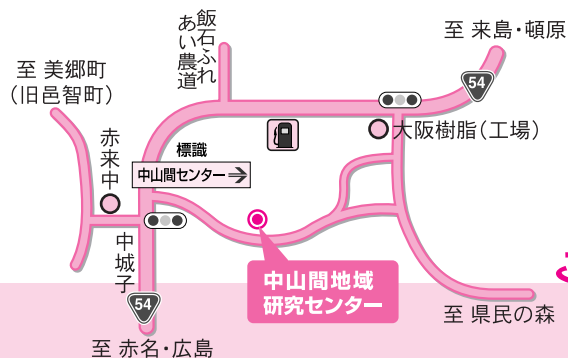 飯石ふれ
あい農道
至 来島・頓原
54
至 美郷町
（旧邑智町）
大阪樹脂（工場）
赤来中
標識
中山間センター→
中城子
中山間地域
研究センター
54
至 県民の森
至 赤名・広島